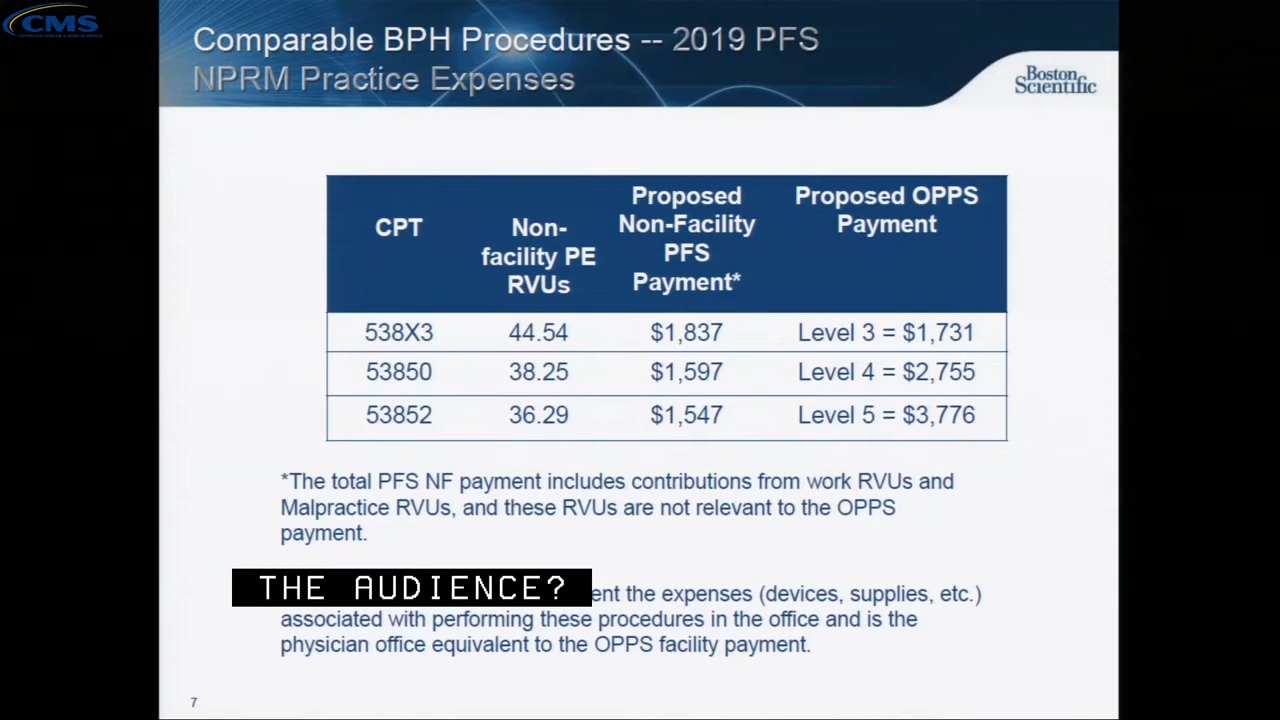 CMS
Comparable BPH Procedures -- 2019 PFS
NPRM Practice Expenses
Boston
Scientific
CPT
Non-
facility PE
RVUs
Proposed
Non-Facility
PFS
Payment*
Proposed OPPS
Payment
538X3 44.54 $1,837 Level 3 = $1,731
53850 38.25 $1,597 Level 4 = $2,755
53852 36.29 $1,547 Level 5 = $3,776
*The total PFS NF payment includes contributions from work RVUs and
Malpractice RVUs, and these RVUs are not relevant to the OPPS
payment.
THE AUDIENCE?
ent the expenses (devices, supplies, etc.)
associated with performing these procedures in the office and is the
physician office equivalent to the OPPS facility payment.
7